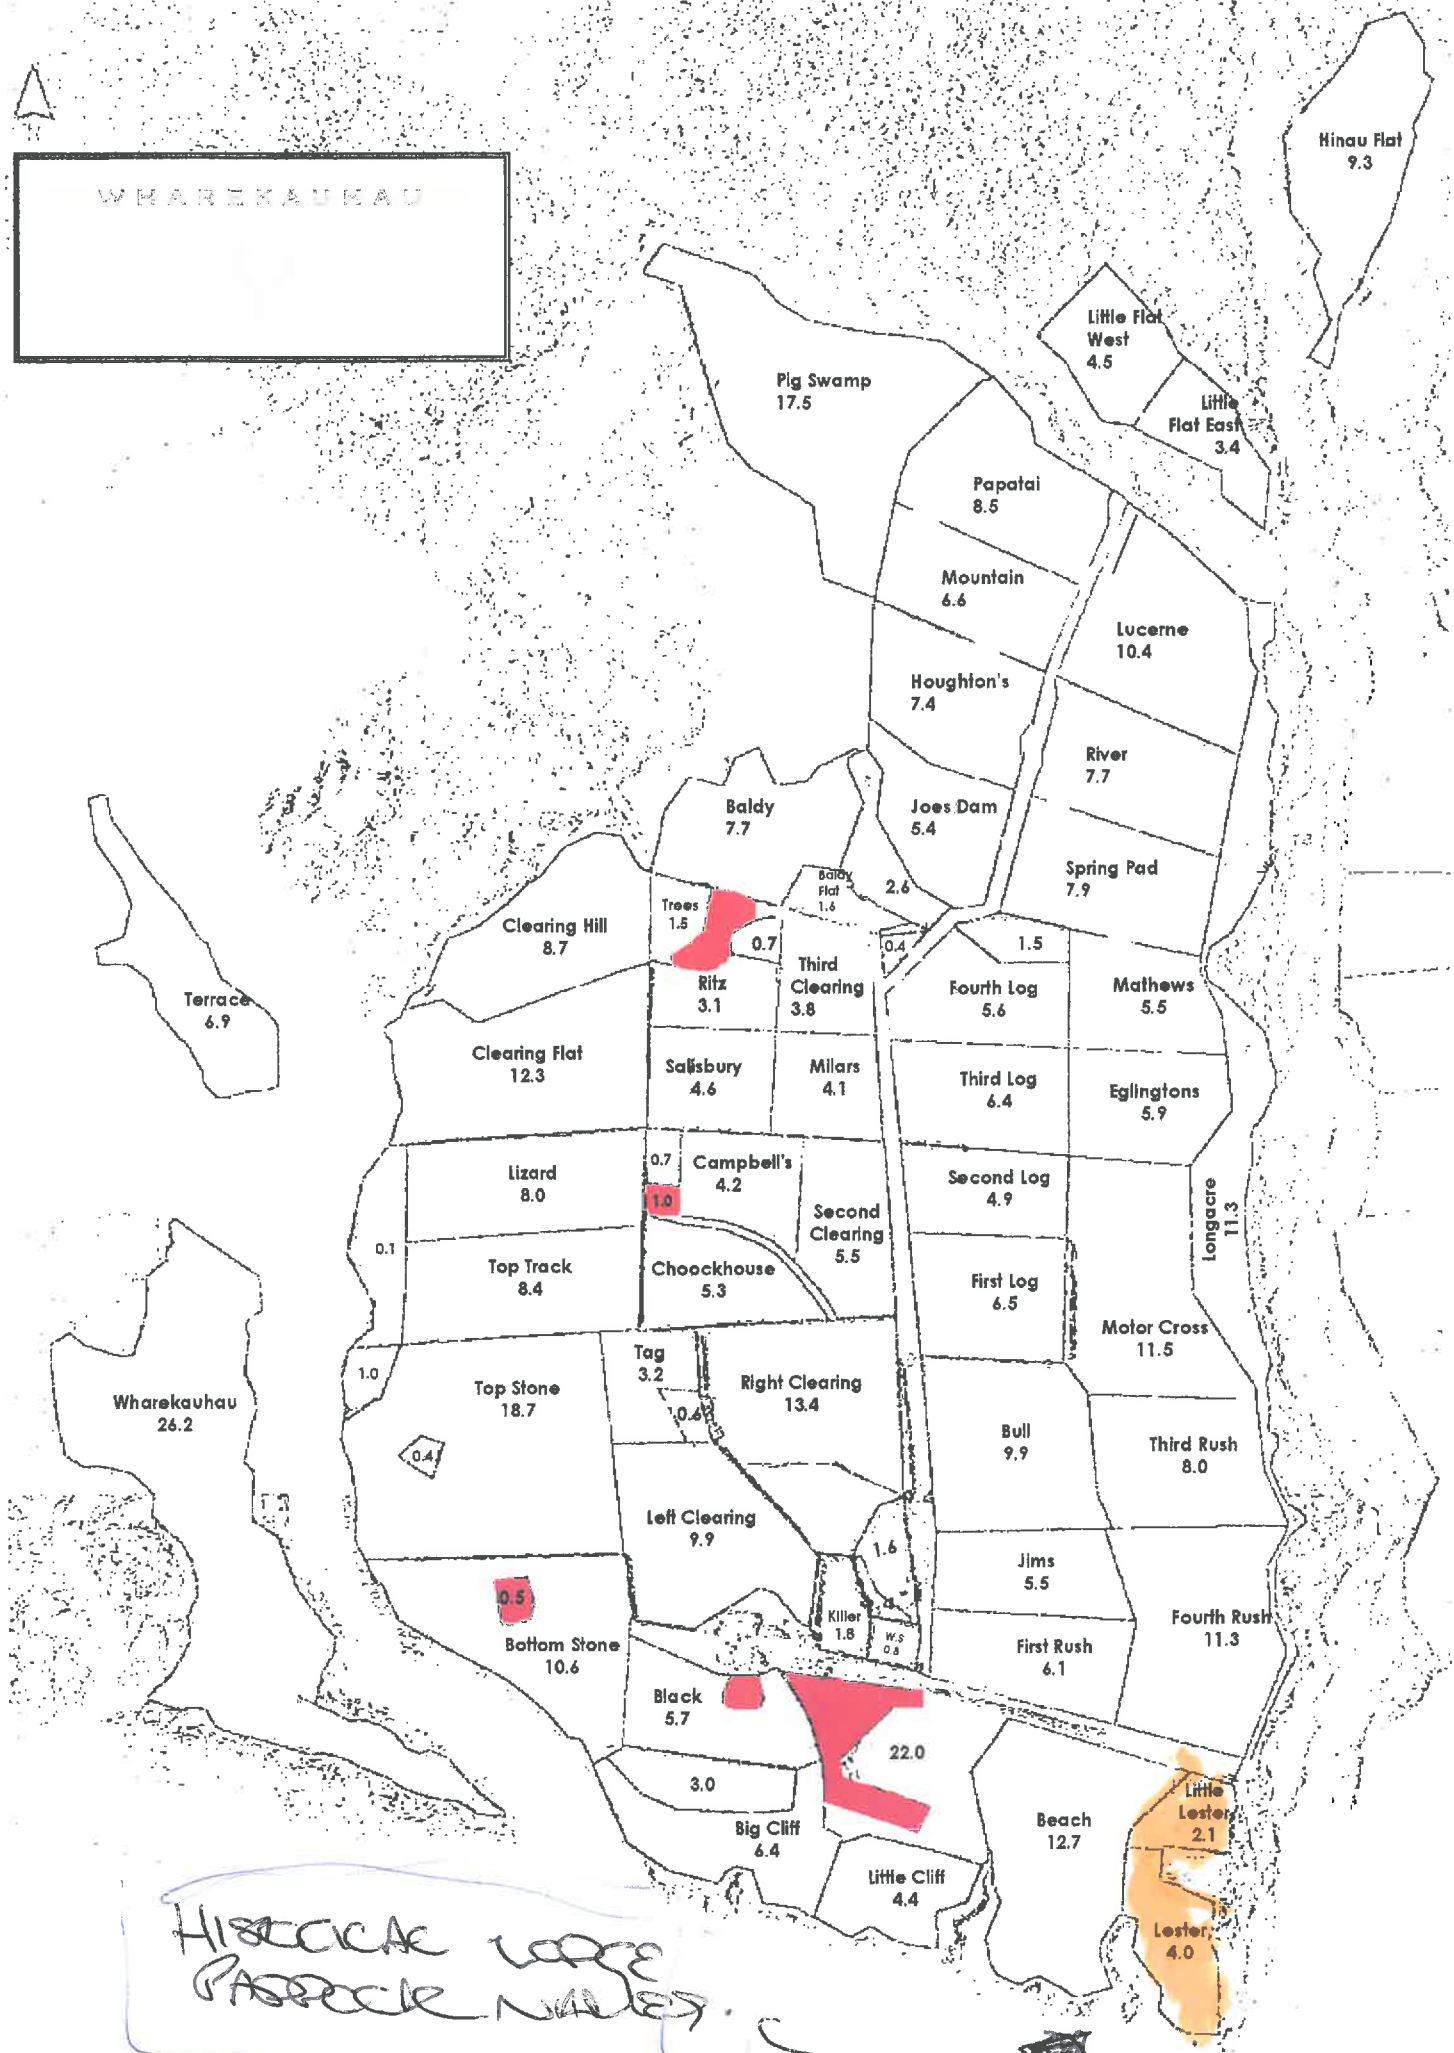 WHAREKAUHAU
Hinau Flat
9.3
Little Flat
West
4.5
Little
Flat East
3.4
Pig Swamp
17.5
Papatai
8.5
Mountain
6.6
Lucerne
10.4
Houghton's
7.4
River
7.7
Baldy
7.7
Joes Dam
5.4
Spring Pad
7.9
Baldy
Flat
1.6
2.6
Trees
1.5
Clearing Hill
8.7
0.7
0.4
1.5
Third
Clearing
3.8
Ritz
3.1
Fourth Log
5.6
Mathews
5.5
Terrace
6.9
Clearing Flat
12.3
Salisbury
4.6
Milars
4.1
Third Log
6.4
Eglingtons
5.9
Lizard
8.0
0.7
1.0
Campbell's
4.2
Second Log
4.9
Second
Clearing
5.5
Longacre
11.3
0.1
Top Track
8.4
Choockhouse
5.3
First Log
6.5
Motor Cross
11.5
Tag
3.2
1.0
Top Stone
18.7
Right Clearing
13.4
0.6
Wharekauhau
26.2
0.4
Bull
9.9
Third Rush
8.0
Left Clearing
9.9
1.6
Jims
5.5
0.5
Killer
1.8
W.S
0.8
Fourth Rush
11.3
Bottom Stone
10.6
First Rush
6.1
Black
5.7
22.0
3.0
Little
Lester
2.1
Big Cliff
6.4
Beach
12.7
Little Cliff
4.4
Lester
4.0
HISTORICAL LODGE
PADDOCK NAMES